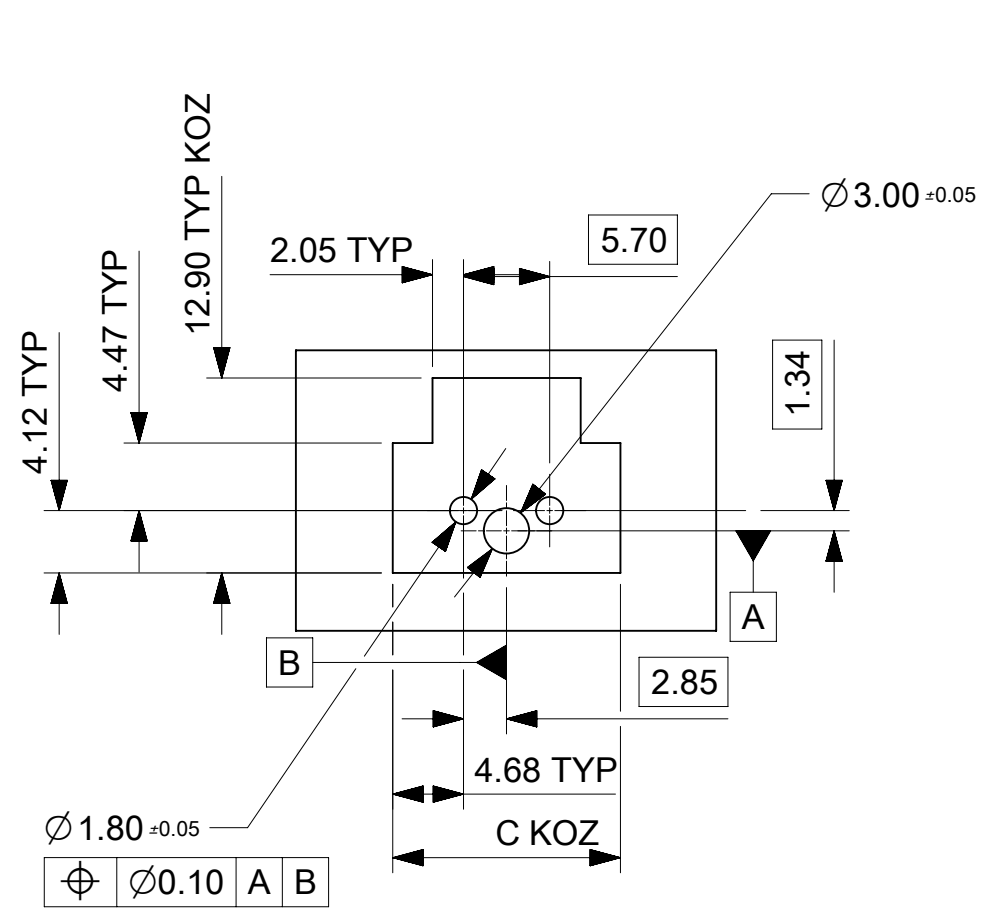 12.90 TYP KOZ
⌀3.00 ±0.05
5.70
2.05 TYP
4.47 TYP
4.12 TYP
1.34
A
B
2.85
4.68 TYP
⌀1.80 ±0.05
C KOZ
⌖ ⌀0.10 A B